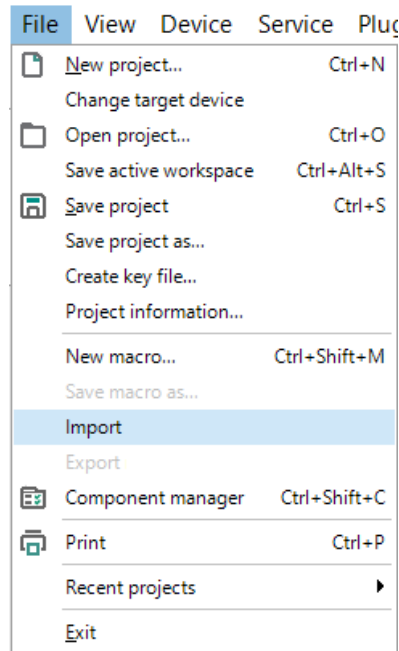 File View Device Service Plug
New project... Ctrl+N
Change target device
Open project... Ctrl+O
Save active workspace Ctrl+Alt+S
Save project Ctrl+S
Save project as...
Create key file...
Project information...
New macro... Ctrl+Shift+M
Save macro as...
Import
Export
Component manager Ctrl+Shift+C
Print Ctrl+P
Recent projects
Exit